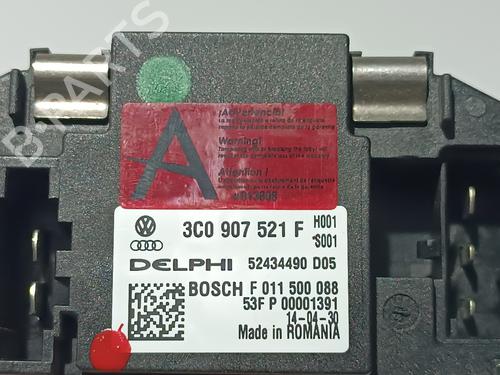 B-PARTS
¡Advertencia!
A
Warning!
Attention !
3C0 907 521 F H001
S001
DELPHI 52434490 D05
BOSCH F 011 500 088
53F P 00001391
14-04-30
Made in ROMANIA